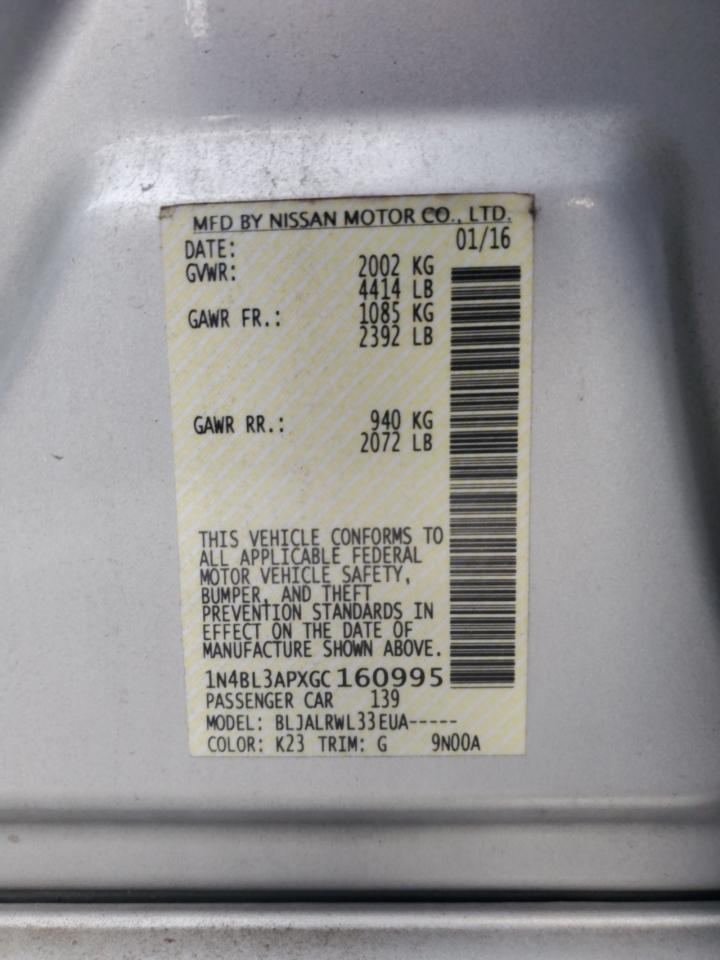 MFD BY NISSAN MOTOR CO., LTD.
DATE: 01/16
GVWR: 2002 KG
4414 LB
GAWR FR.: 1085 KG
2392 LB
GAWR RR.: 940 KG
2072 LB
THIS VEHICLE CONFORMS TO
ALL APPLICABLE FEDERAL
MOTOR VEHICLE SAFETY,
BUMPER, AND THEFT
PREVENTION STANDARDS IN
EFFECT ON THE DATE OF
MANUFACTURE SHOWN ABOVE.
1N4BL3APXGC160995
PASSENGER CAR 139
MODEL: BLJALRWL33EUA-----
COLOR: K23 TRIM: G 9N00A